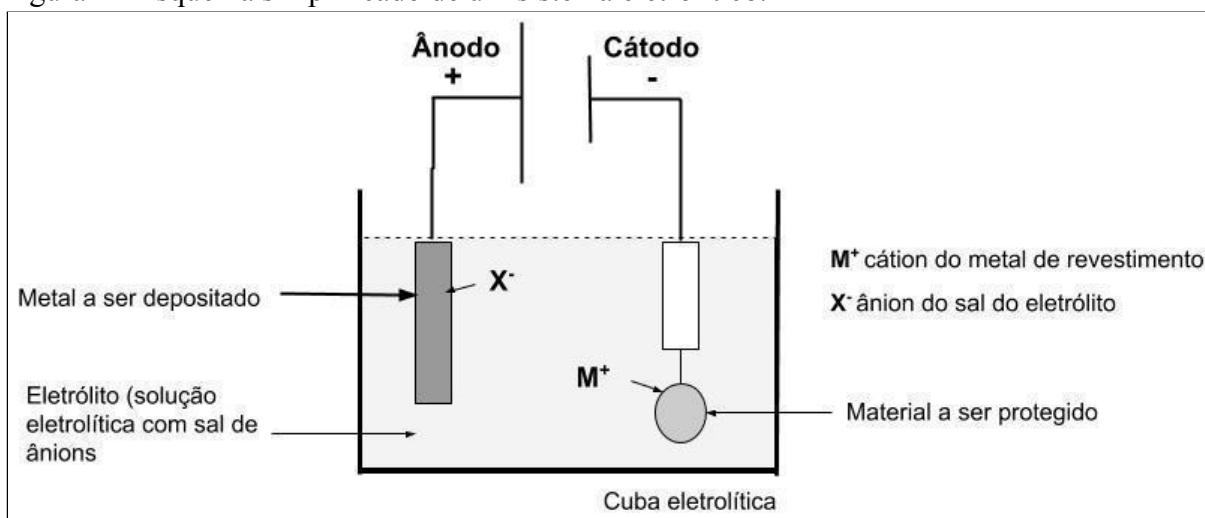 Ânodo
+
Cátodo
-
X-
M+
Metal a ser depositado
Eletrólito (solução
eletrolítica com sal de
ânions
M+ cátion do metal de revestimento
X- ânion do sal do eletrólito
Material a ser protegido
Cuba eletrolítica